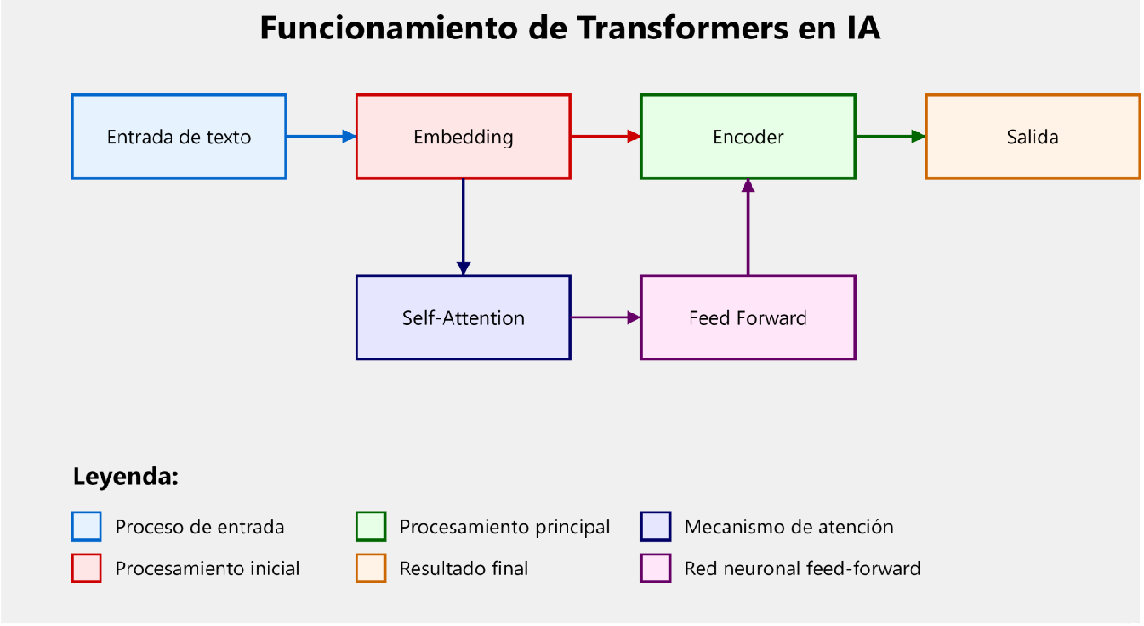 Funcionamiento de Transformers en IA
Entrada de texto
Embedding
Encoder
Salida
Self-Attention
Feed Forward
Leyenda:
Proceso de entrada
Procesamiento principal
Mecanismo de atención
Procesamiento inicial
Resultado final
Red neuronal feed-forward